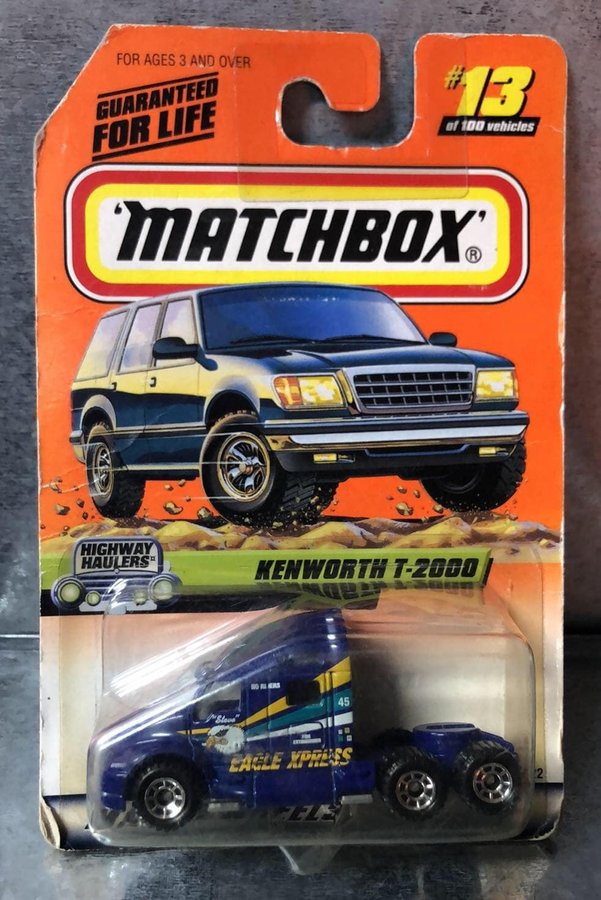 FOR AGES 3 AND OVER
GUARANTEED
FOR LIFE
#13
of 100 vehicles
'MATCHBOX'®
HIGHWAY
HAULERS
KENWORTH T-2000
45
"Steve"
EAGLE XPRESS